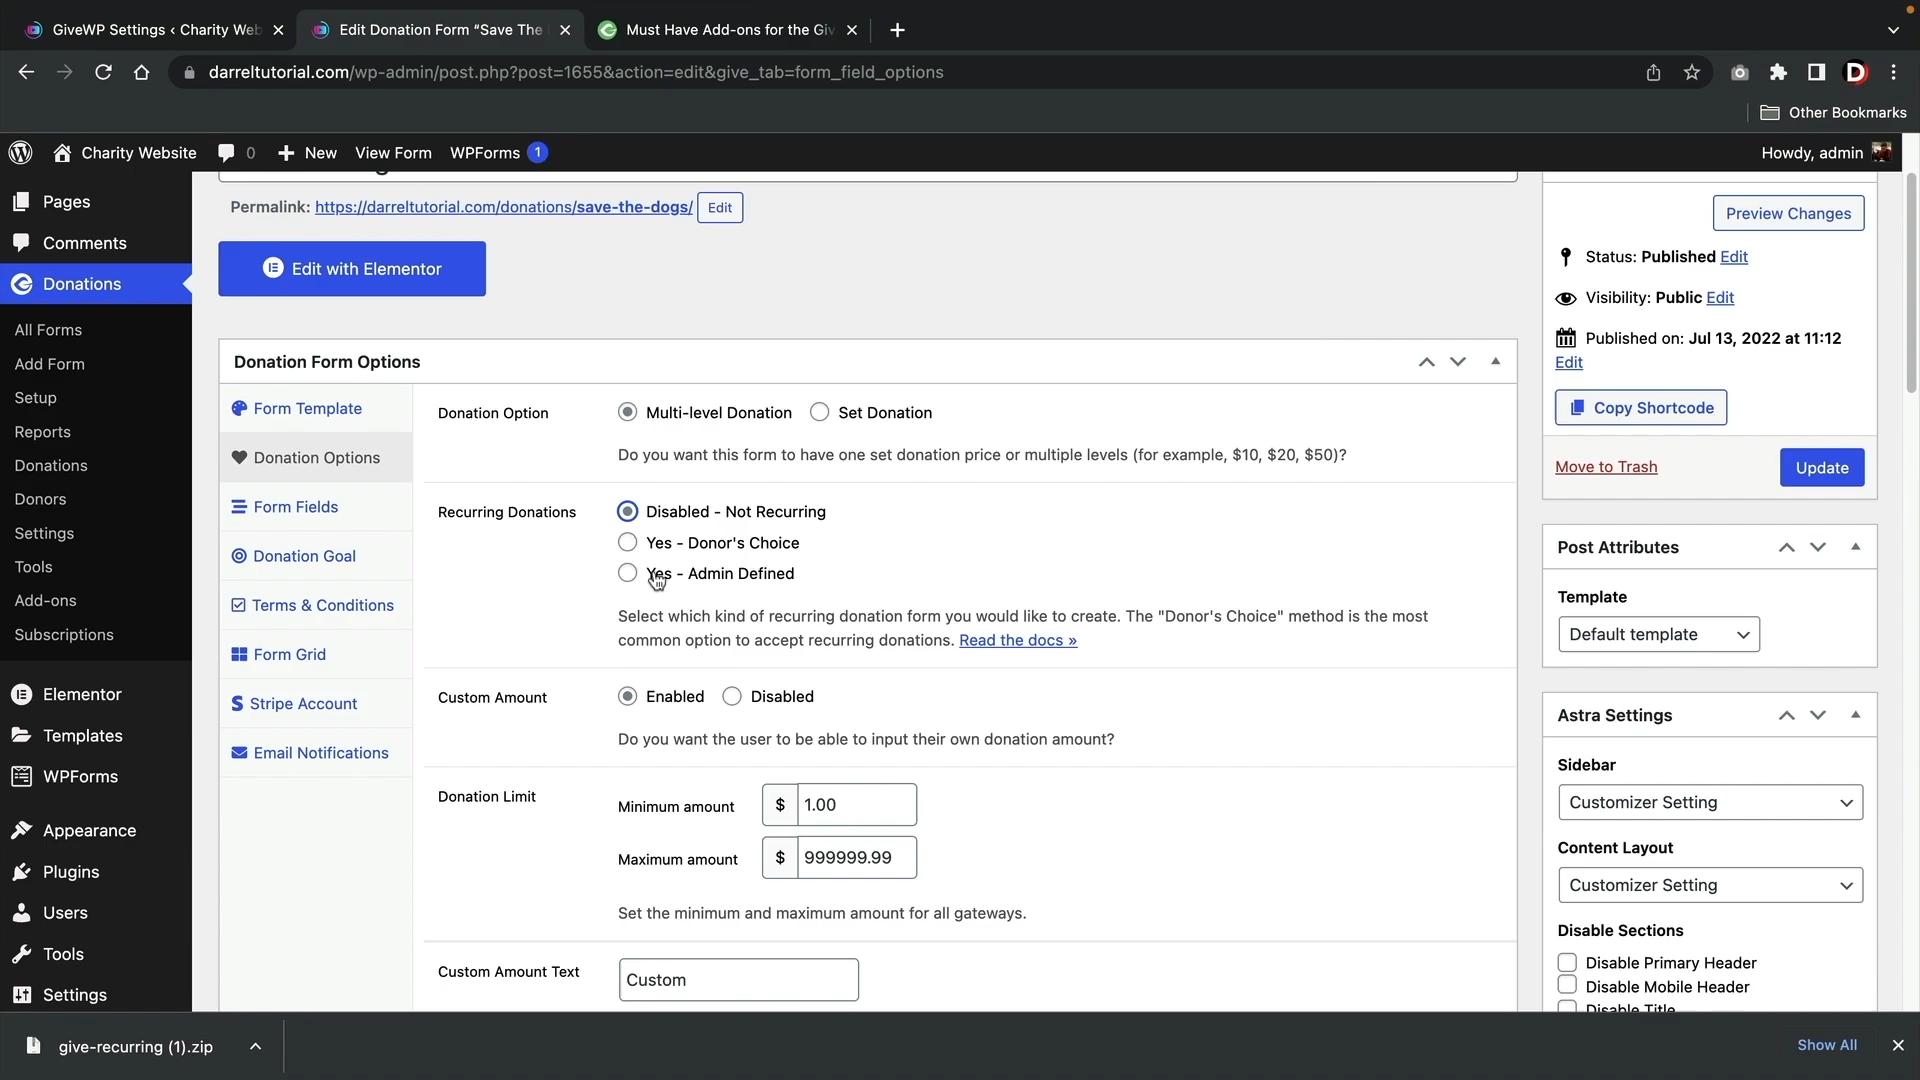 GiveWP Settings ‹ Charity Web
Edit Donation Form “Save The
Must Have Add-ons for the Giv
darreltutorial.com/wp-admin/post.php?post=1655&action=edit&give_tab=form_field_options
Other Bookmarks
Charity Website
0
New
View Form
WPForms
1
Howdy, admin
Pages
Comments
Donations
All Forms
Add Form
Setup
Reports
Donations
Donors
Settings
Tools
Add-ons
Subscriptions
Elementor
Templates
WPForms
Appearance
Plugins
Users
Tools
Settings
Permalink: https://darreltutorial.com/donations/save-the-dogs/ Edit
Edit with Elementor
Donation Form Options
Form Template
Donation Options
Form Fields
Donation Goal
Terms & Conditions
Form Grid
Stripe Account
Email Notifications
Donation Option
Multi-level Donation
Set Donation
Do you want this form to have one set donation price or multiple levels (for example, $10, $20, $50)?
Recurring Donations
Disabled - Not Recurring
Yes - Donor's Choice
Yes - Admin Defined
Select which kind of recurring donation form you would like to create. The "Donor's Choice" method is the most
common option to accept recurring donations. Read the docs »
Custom Amount
Enabled
Disabled
Do you want the user to be able to input their own donation amount?
Donation Limit
Minimum amount
$ 1.00
Maximum amount
$ 999999.99
Set the minimum and maximum amount for all gateways.
Custom Amount Text
Custom
Preview Changes
Status: Published Edit
Visibility: Public Edit
Published on: Jul 13, 2022 at 11:12
Edit
Copy Shortcode
Move to Trash
Update
Post Attributes
Template
Default template
Astra Settings
Sidebar
Customizer Setting
Content Layout
Customizer Setting
Disable Sections
Disable Primary Header
Disable Mobile Header
Disable Title
give-recurring (1).zip
Show All